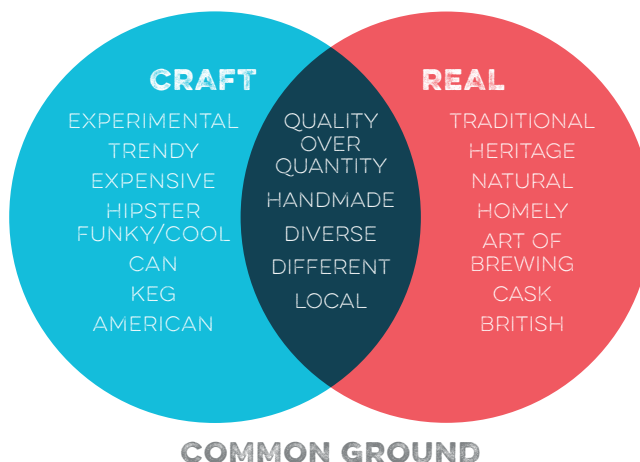 CRAFT
EXPERIMENTAL
TRENDY
EXPENSIVE
HIPSTER
FUNKY/COOL
CAN
KEG
AMERICAN
QUALITY
OVER
QUANTITY
HANDMADE
DIVERSE
DIFFERENT
LOCAL
REAL
TRADITIONAL
HERITAGE
NATURAL
HOMELY
ART OF
BREWING
CASK
BRITISH
COMMON GROUND